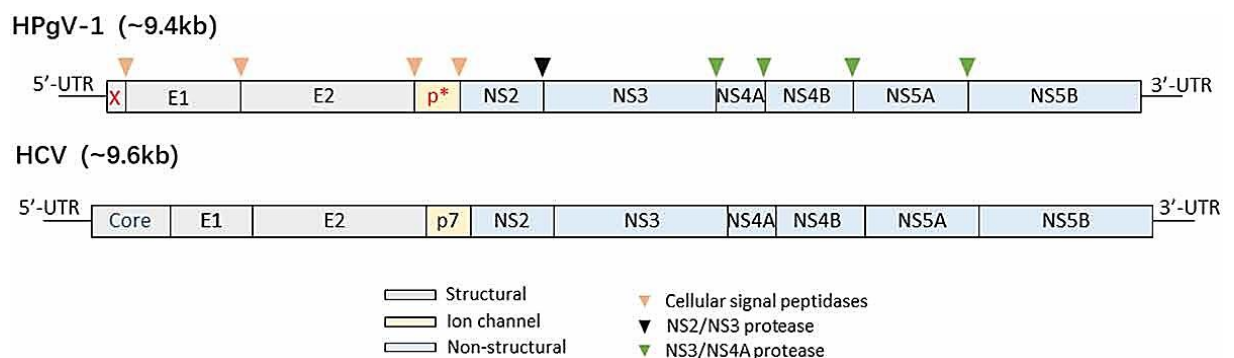 HPgV-1 (~9.4kb)
5’-UTR X E1 E2 p* NS2 NS3 NS4A NS4B NS5A NS5B 3’-UTR
HCV (~9.6kb)
5’-UTR Core E1 E2 p7 NS2 NS3 NS4A NS4B NS5A NS5B 3’-UTR
Structural Cellular signal peptidases
Ion channel NS2/NS3 protease
Non-structural NS3/NS4A protease